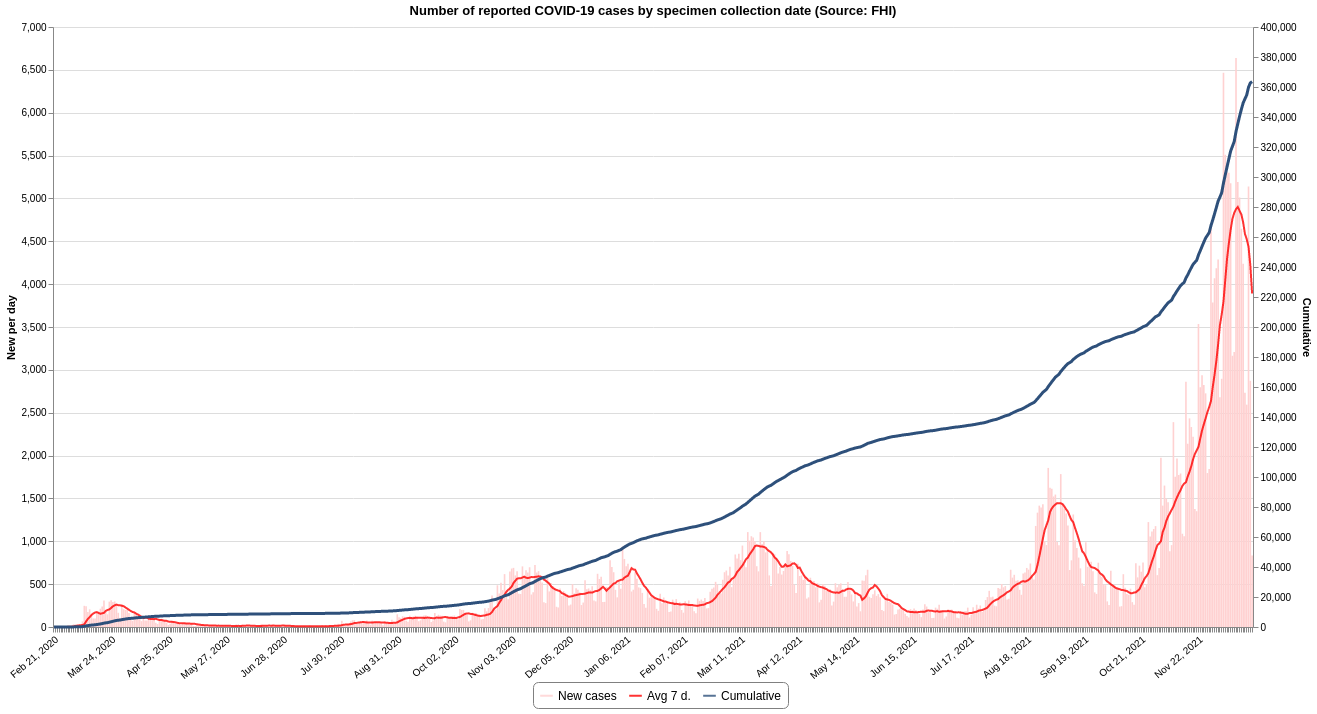 Number of reported COVID-19 cases by specimen collection date (Source: FHI)
7,000
6,500
6,000
5,500
5,000
4,500
4,000
3,500
3,000
2,500
2,000
1,500
1,000
500
0
New per day
400,000
380,000
360,000
340,000
320,000
300,000
280,000
260,000
240,000
220,000
200,000
180,000
160,000
140,000
120,000
100,000
80,000
60,000
40,000
20,000
0
Cumulative
Feb 21, 2020
Mar 24, 2020
Apr 25, 2020
May 27, 2020
Jun 28, 2020
Jul 30, 2020
Aug 31, 2020
Oct 02, 2020
Nov 03, 2020
Dec 05, 2020
Jan 06, 2021
Feb 07, 2021
Mar 11, 2021
Apr 12, 2021
May 14, 2021
Jun 15, 2021
Jul 17, 2021
Aug 18, 2021
Sep 19, 2021
Oct 21, 2021
Nov 22, 2021
New cases Avg 7 d. Cumulative